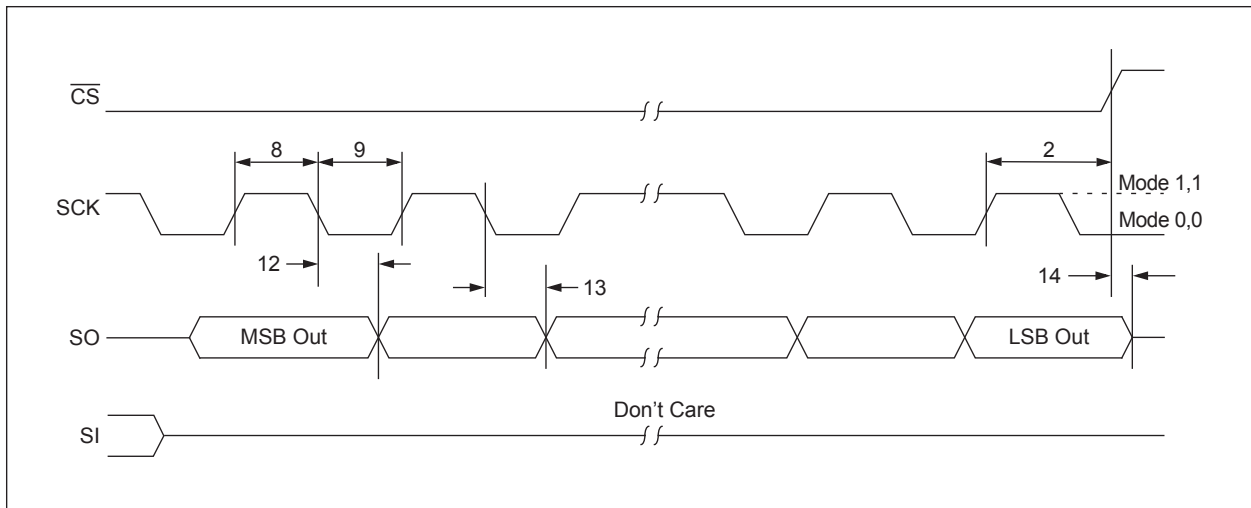 C̅S̅
8 9 2
SCK
Mode 1,1
Mode 0,0
12 13 14
SO MSB Out LSB Out
Don't Care
SI